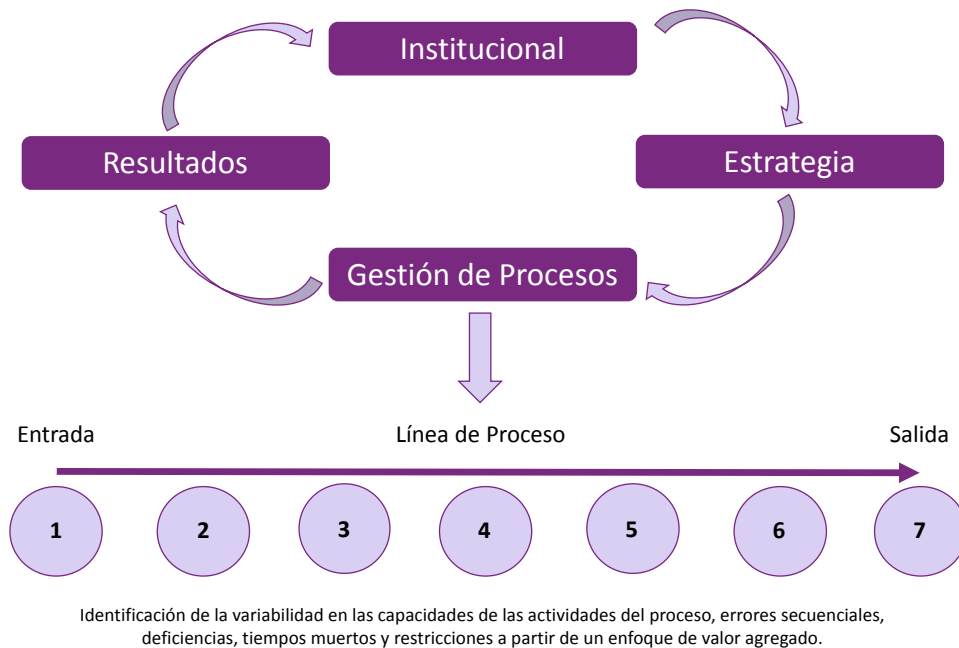 Institucional
Resultados
Estrategia
Gestión de Procesos
Entrada
Línea de Proceso
Salida
1
2
3
4
5
6
7
Identificación de la variabilidad en las capacidades de las actividades del proceso, errores secuenciales,
deficiencias, tiempos muertos y restricciones a partir de un enfoque de valor agregado.